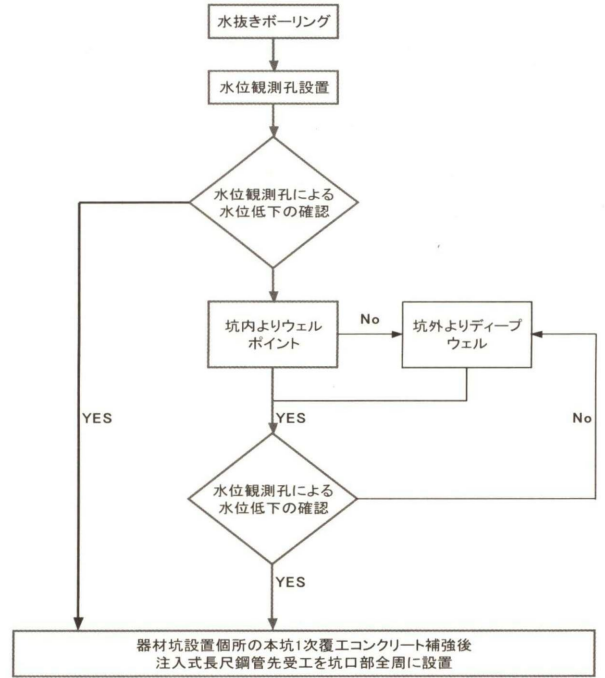 水抜きボーリング
水位観測孔設置
水位観測孔による
水位低下の確認
坑内よりウェル
ポイント
No
坑外よりディープ
ウェル
YES
YES
No
水位観測孔による
水位低下の確認
YES
器材坑設置個所の本坑1次覆工コンクリート補強後
注入式長尺鋼管先受工を坑口部全周に設置